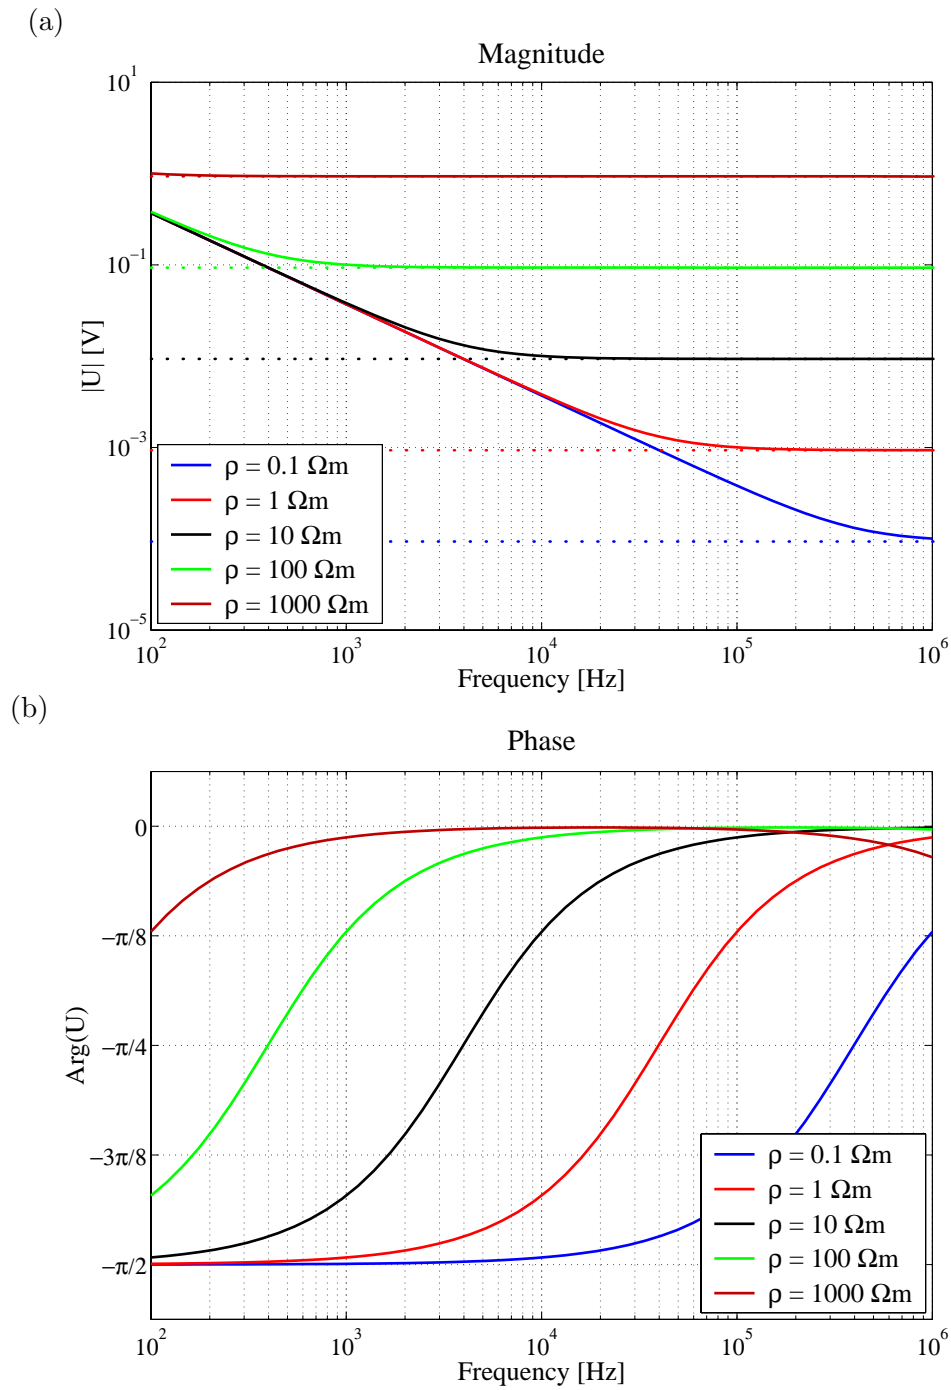 (a)
Magnitude
10^1
10^−1
10^−3
10^−5
|U| [V]
ρ = 0.1 Ωm
ρ = 1 Ωm
ρ = 10 Ωm
ρ = 100 Ωm
ρ = 1000 Ωm
10^2 10^3 10^4 10^5 10^6
Frequency [Hz]
(b)
Phase
0
−π/8
−π/4
−3π/8
−π/2
Arg(U)
ρ = 0.1 Ωm
ρ = 1 Ωm
ρ = 10 Ωm
ρ = 100 Ωm
ρ = 1000 Ωm
10^2 10^3 10^4 10^5 10^6
Frequency [Hz]